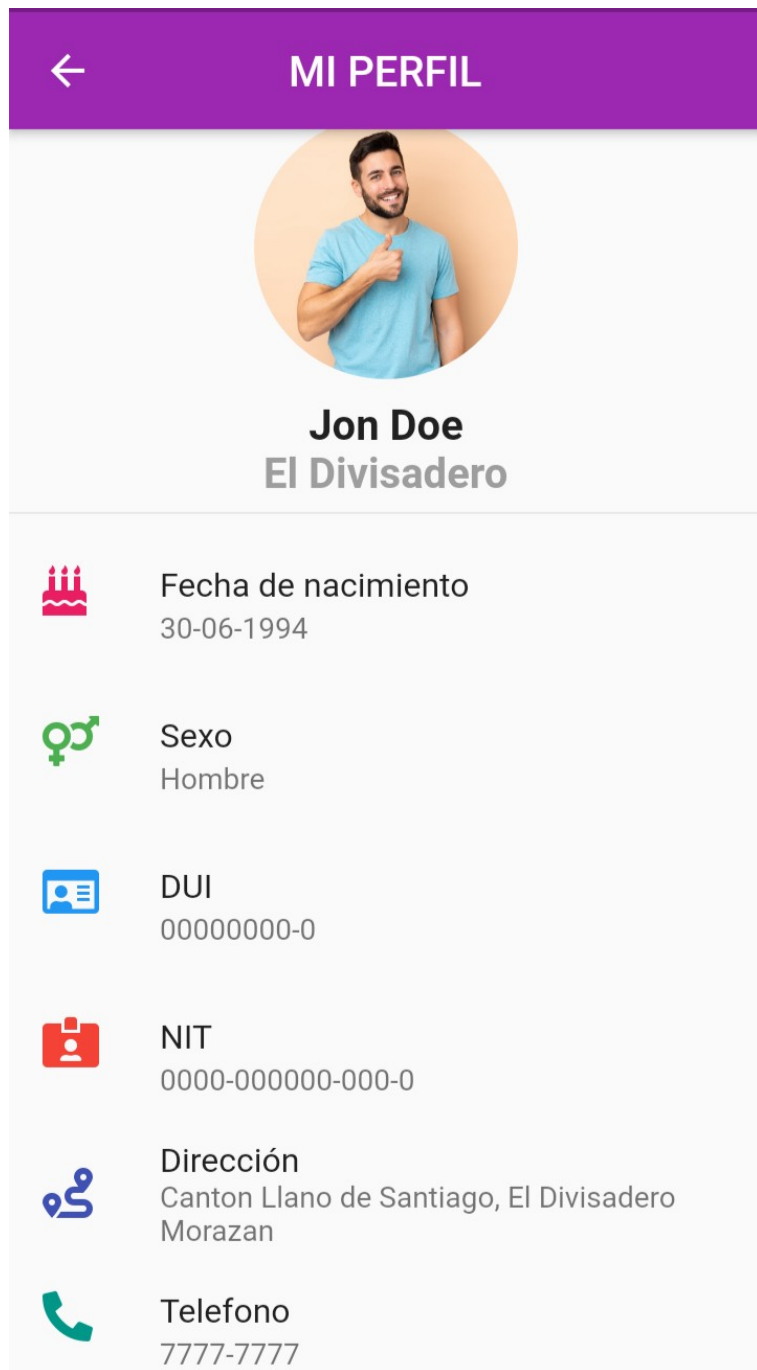 MI PERFIL
Jon Doe
El Divisadero
Fecha de nacimiento
30-06-1994
Sexo
Hombre
DUI
00000000-0
NIT
0000-000000-000-0
Dirección
Canton Llano de Santiago, El Divisadero
Morazan
Telefono
7777-7777